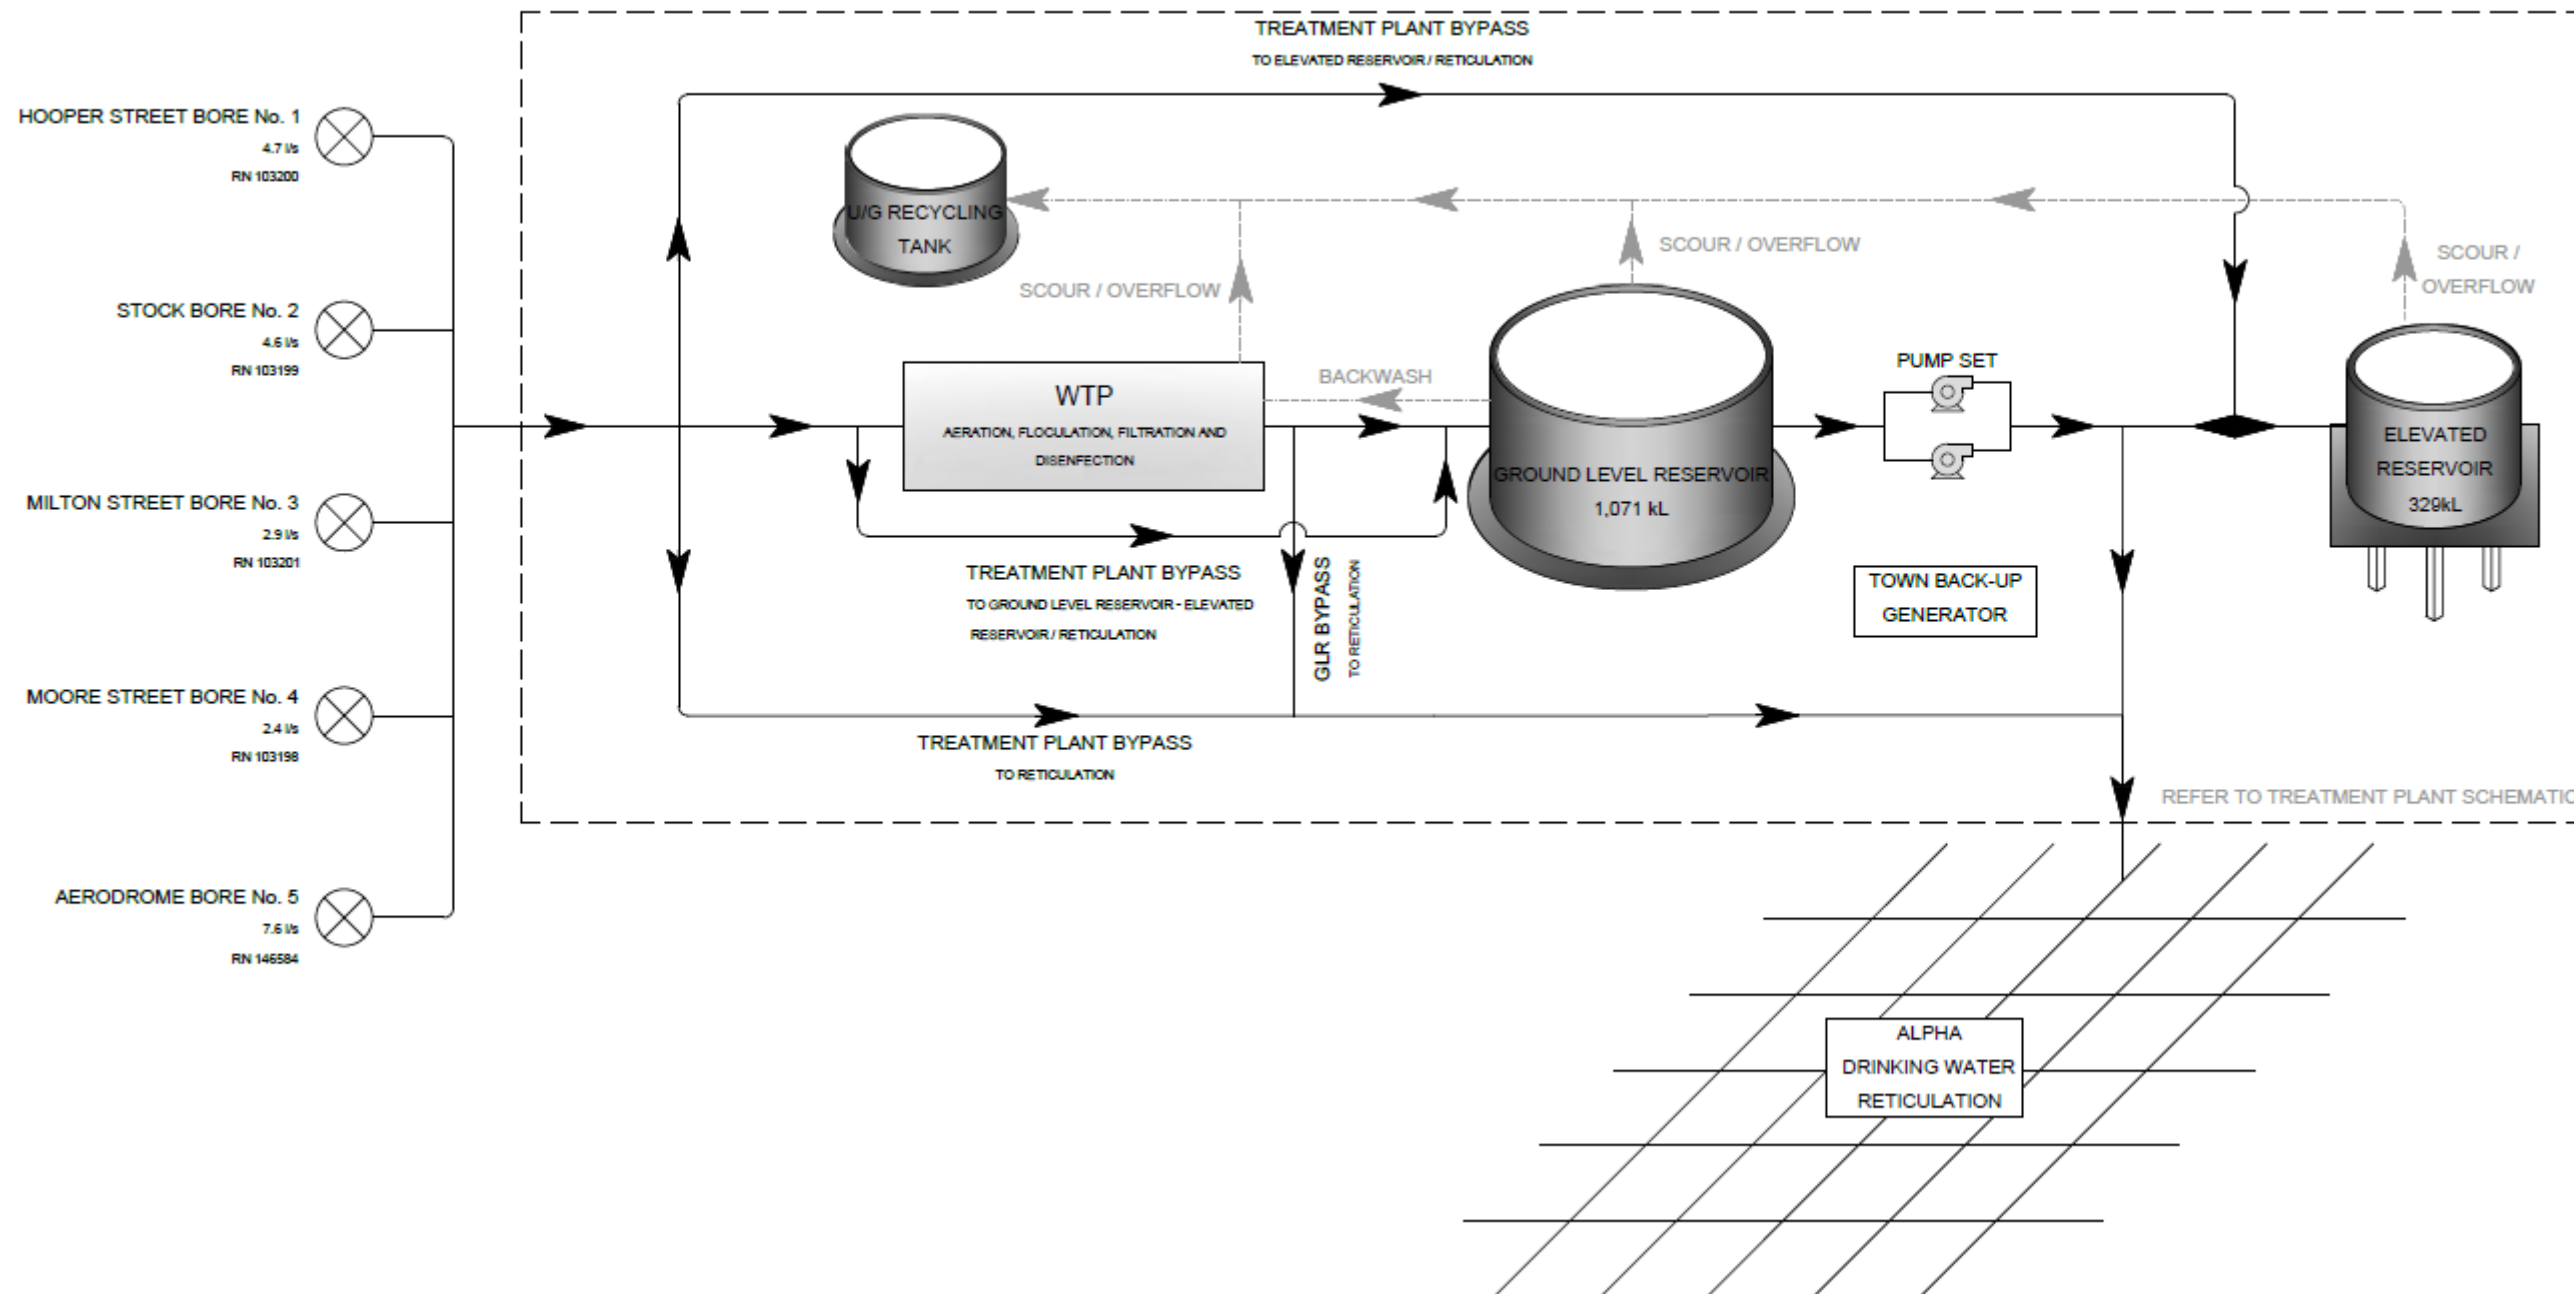 TREATMENT PLANT BYPASS
TO ELEVATED RESERVOIR / RETICULATION
HOOPER STREET BORE No. 1
4.7 l/s
RN 103200
STOCK BORE No. 2
4.6 l/s
RN 103199
MILTON STREET BORE No. 3
2.9 l/s
RN 103201
MOORE STREET BORE No. 4
2.4 l/s
RN 103198
AERODROME BORE No. 5
7.6 l/s
RN 146584
U/G RECYCLING
TANK
SCOUR / OVERFLOW
SCOUR / OVERFLOW
SCOUR /
OVERFLOW
BACKWASH
WTP
AERATION, FLOCULATION, FILTRATION AND
DISENFECTION
GROUND LEVEL RESERVOIR
1,071 kL
PUMP SET
ELEVATED
RESERVOIR
329kL
TREATMENT PLANT BYPASS
TO GROUND LEVEL RESERVOIR - ELEVATED
RESERVOIR / RETICULATION
GLR BYPASS
TO RETICULATION
TOWN BACK-UP
GENERATOR
TREATMENT PLANT BYPASS
TO RETICULATION
REFER TO TREATMENT PLANT SCHEMATIC
ALPHA
DRINKING WATER
RETICULATION